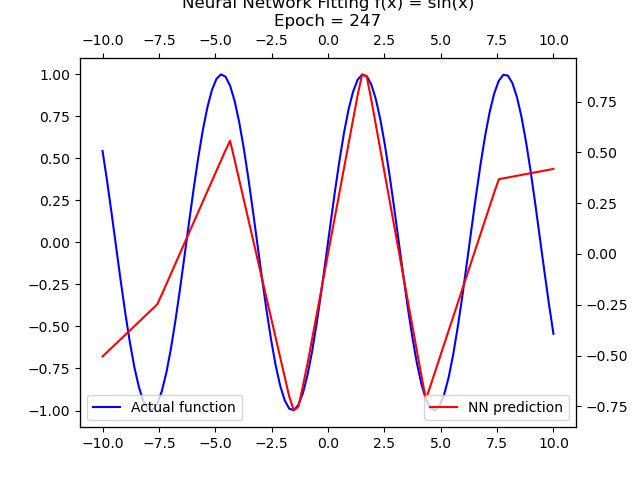 Neural Network Fitting f(x) = sin(x)
Epoch = 247
−10.0 −7.5 −5.0 −2.5 0.0 2.5 5.0 7.5 10.0
1.00
0.75
0.50
0.25
0.00
−0.25
−0.50
−0.75
−1.00
0.75
0.50
0.25
0.00
−0.25
−0.50
−0.75
Actual function
NN prediction
−10.0 −7.5 −5.0 −2.5 0.0 2.5 5.0 7.5 10.0